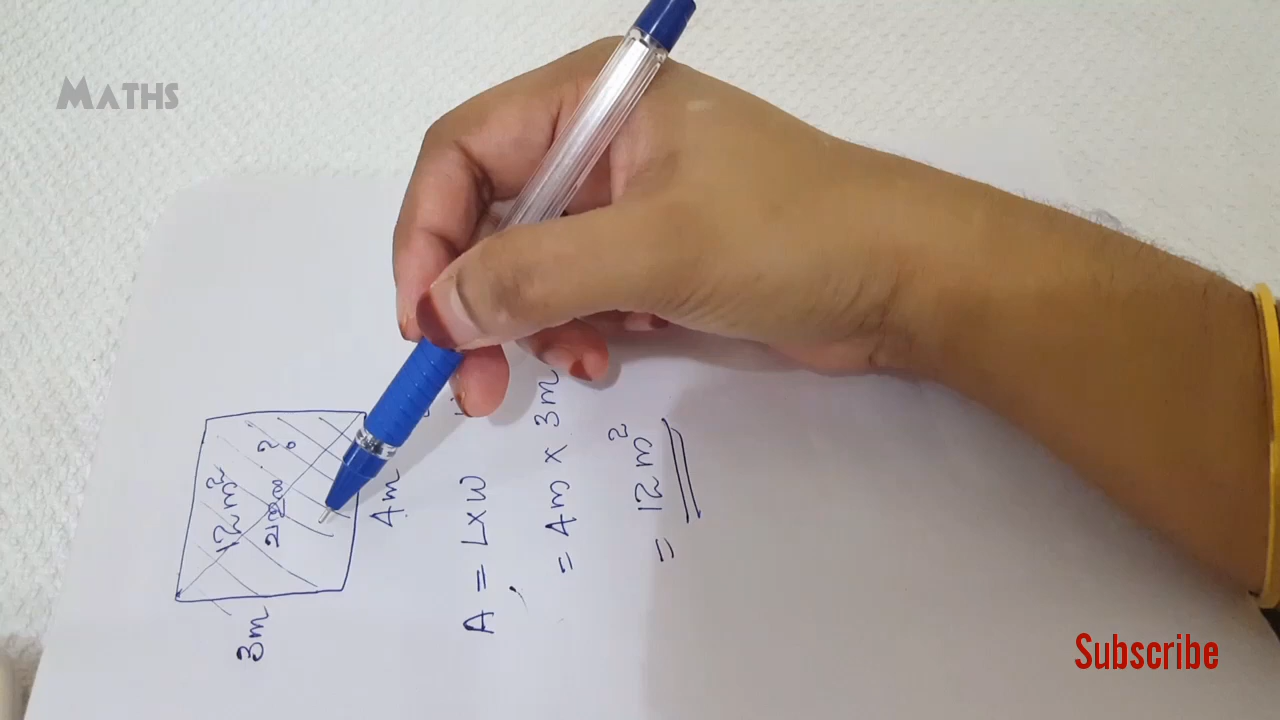 MATHS
12m²
?
3m
4m
A = L x W
= 4m x 3m
= 12m²
Subscribe